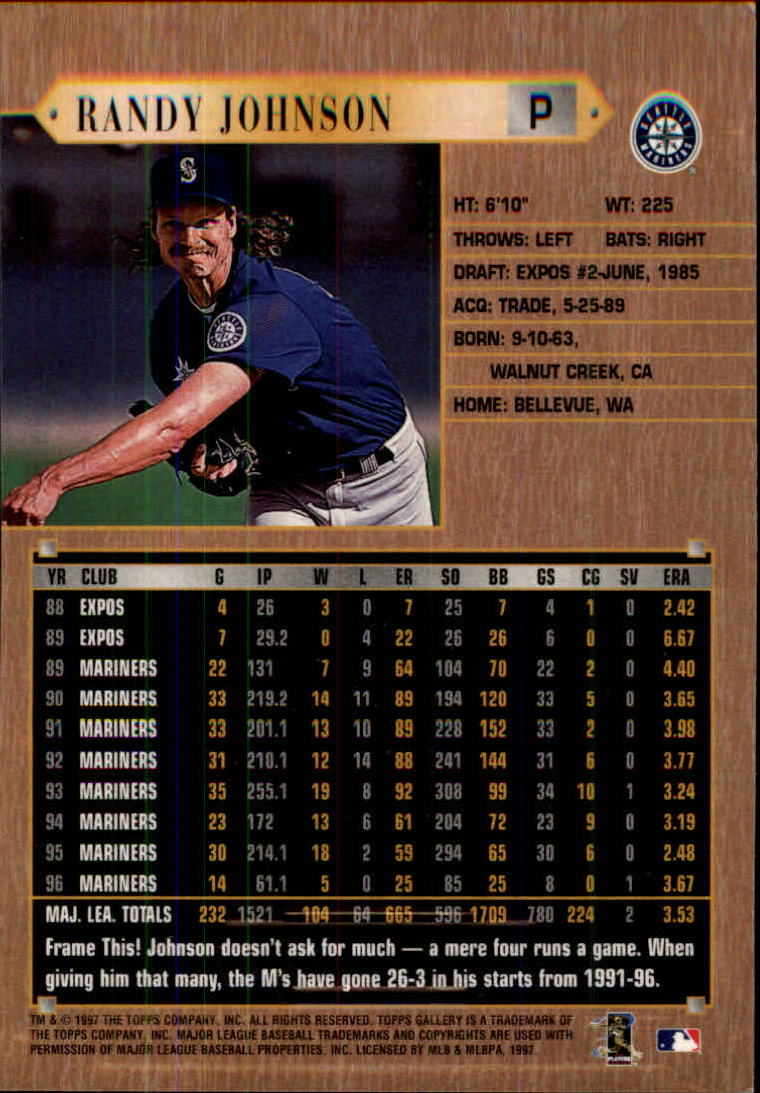 RANDY JOHNSON P
SEATTLE MARINERS
HT: 6'10" WT: 225
THROWS: LEFT BATS: RIGHT
DRAFT: EXPOS #2-JUNE, 1985
ACQ: TRADE, 5-25-89
BORN: 9-10-63,
WALNUT CREEK, CA
HOME: BELLEVUE, WA
S
YR CLUB G IP W L ER SO BB GS CG SV ERA
88 EXPOS 4 26 3 0 7 25 7 4 1 0 2.42
89 EXPOS 7 29.2 0 4 22 26 26 6 0 0 6.67
89 MARINERS 22 131 7 9 64 104 70 22 2 0 4.40
90 MARINERS 33 219.2 14 11 89 194 120 33 5 0 3.65
91 MARINERS 33 201.1 13 10 89 228 152 33 2 0 3.98
92 MARINERS 31 210.1 12 14 88 241 144 31 6 0 3.77
93 MARINERS 35 255.1 19 8 92 308 99 34 10 1 3.24
94 MARINERS 23 172 13 6 61 204 72 23 9 0 3.19
95 MARINERS 30 214.1 18 2 59 294 65 30 6 0 2.48
96 MARINERS 14 61.1 5 0 25 85 25 8 0 1 3.67
MAJ. LEA. TOTALS 232 1521 104 64 665 596 1709 780 224 2 3.53
Frame This! Johnson doesn't ask for much — a mere four runs a game. When
giving him that many, the M's have gone 26-3 in his starts from 1991-96.
TM & © 1997 THE TOPPS COMPANY, INC. ALL RIGHTS RESERVED. TOPPS GALLERY IS A TRADEMARK OF
THE TOPPS COMPANY, INC. MAJOR LEAGUE BASEBALL TRADEMARKS AND COPYRIGHTS ARE USED WITH
PERMISSION OF MAJOR LEAGUE BASEBALL PROPERTIES, INC. LICENSED BY MLB & MLBPA, 1997.
PLAYERS